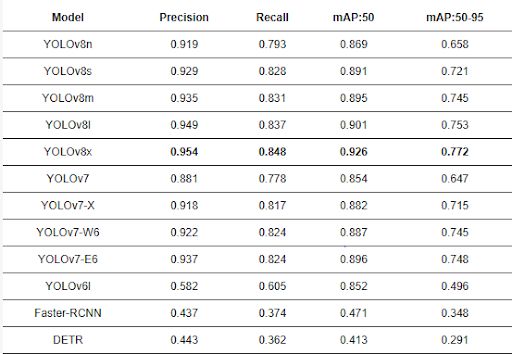 Model Precision Recall mAP:50 mAP:50-95
YOLOv8n 0.919 0.793 0.869 0.658
YOLOv8s 0.929 0.828 0.891 0.721
YOLOv8m 0.935 0.831 0.895 0.745
YOLOv8l 0.949 0.837 0.901 0.753
YOLOv8x 0.954 0.848 0.926 0.772
YOLOv7 0.881 0.778 0.854 0.647
YOLOv7-X 0.918 0.817 0.882 0.715
YOLOv7-W6 0.922 0.824 0.887 0.745
YOLOv7-E6 0.937 0.824 0.896 0.748
YOLOv6l 0.582 0.605 0.852 0.496
Faster-RCNN 0.437 0.374 0.471 0.348
DETR 0.443 0.362 0.413 0.291